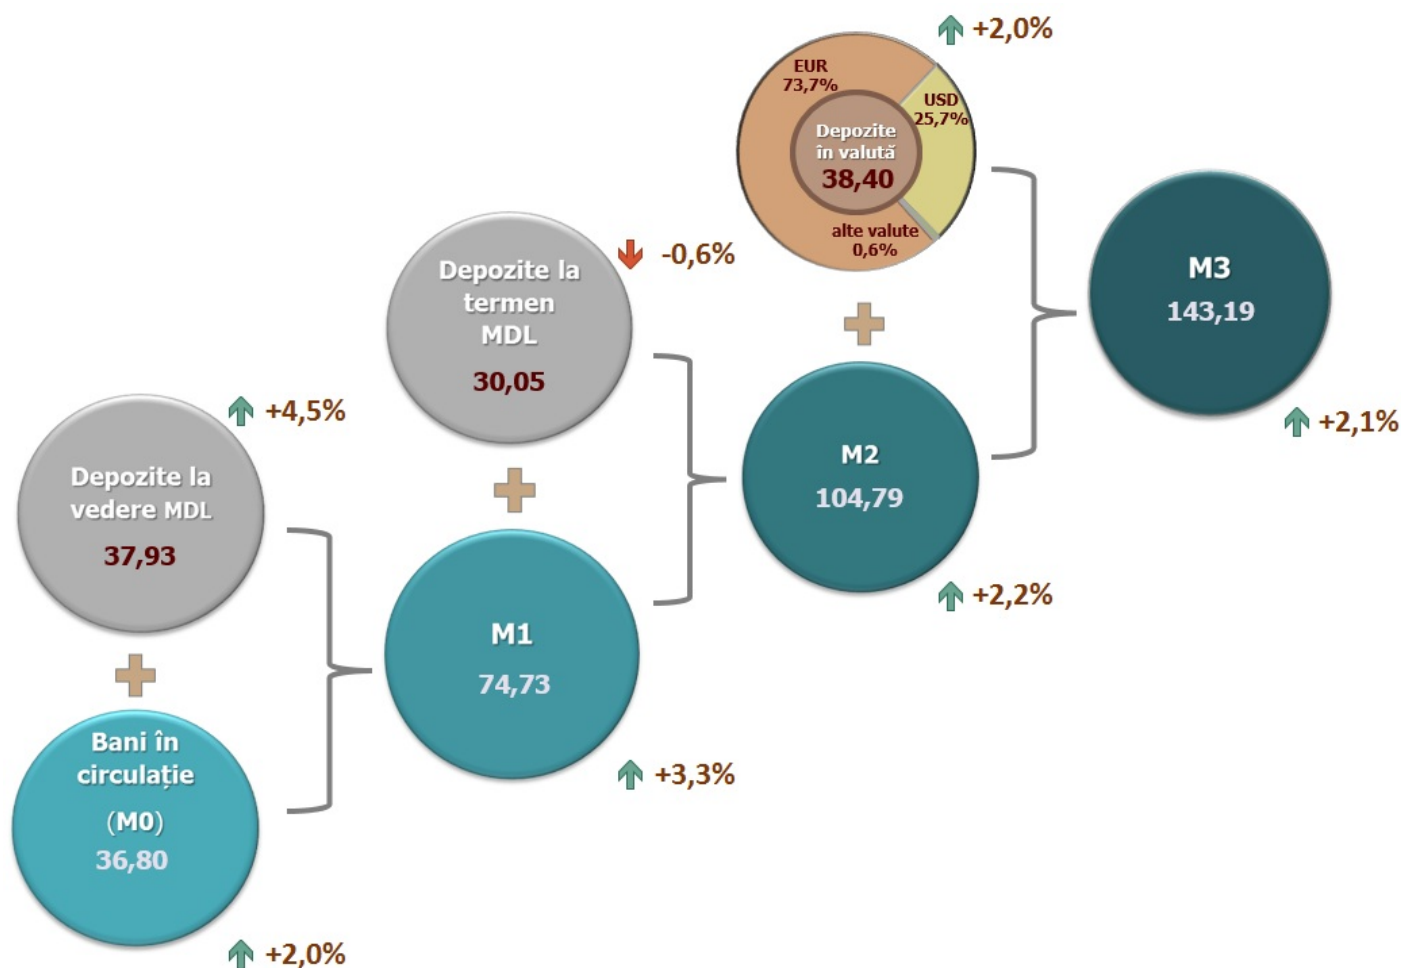 +2,0%
EUR
73,7%
USD
25,7%
Depozite
în valută
38,40
alte valute
0,6%
Depozite la
termen
MDL
30,05
-0,6%
M3
143,19
+2,1%
Depozite la
vedere MDL
37,93
+4,5%
M2
104,79
+2,2%
M1
74,73
+3,3%
Bani în
circulație
(M0)
36,80
+2,0%